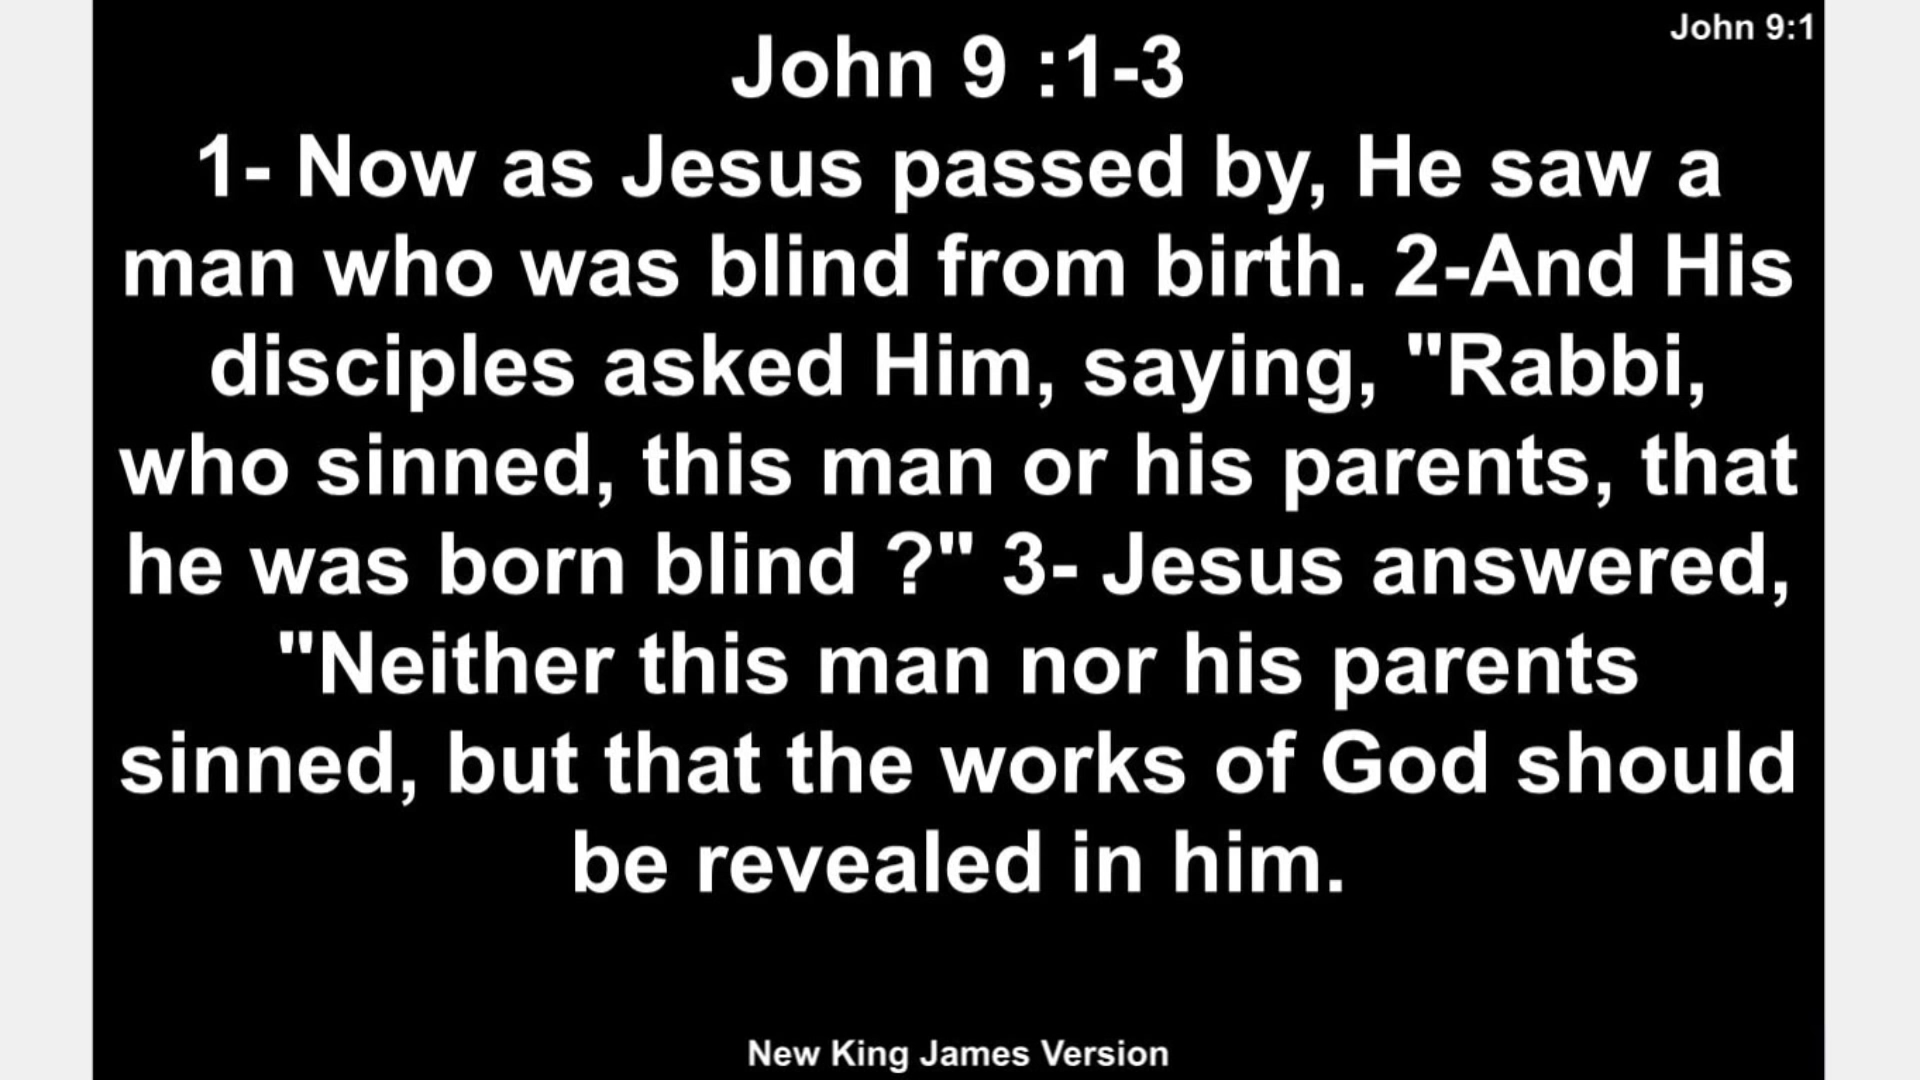 John 9:1
John 9 :1-3
1- Now as Jesus passed by, He saw a
man who was blind from birth. 2-And His
disciples asked Him, saying, "Rabbi,
who sinned, this man or his parents, that
he was born blind ?" 3- Jesus answered,
"Neither this man nor his parents
sinned, but that the works of God should
be revealed in him.
New King James Version